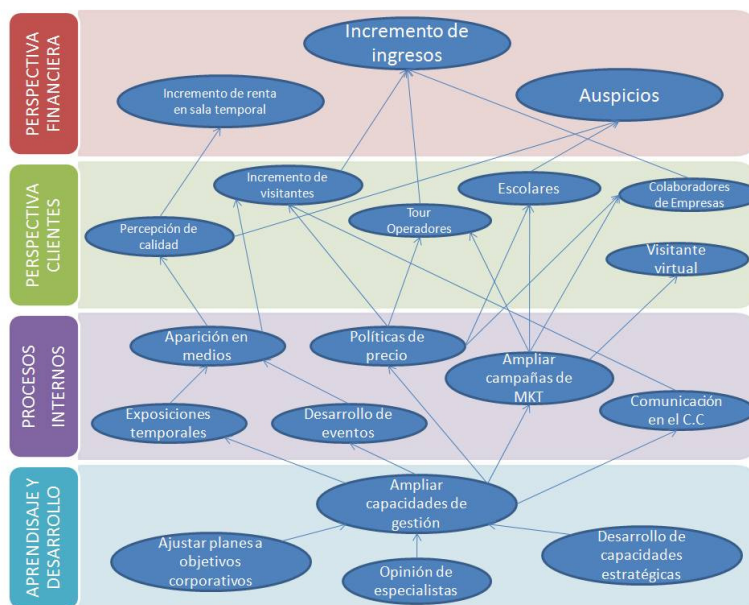 PERSPECTIVA
FINANCIERA
Incremento de
ingresos
Incremento de renta
en sala temporal
Auspicios
PERSPECTIVA
CLIENTES
Incremento de
visitantes
Escolares
Colaboradores
de Empresas
Percepción de
calidad
Tour
Operadores
Visitante
virtual
PROCESOS
INTERNOS
Aparición en
medios
Políticas de
precio
Ampliar
campañas de
MKT
Exposiciones
temporales
Desarrollo de
eventos
Comunicación
en el C.C
APRENDISAJE Y
DESARROLLO
Ampliar
capacidades de
gestión
Ajustar planes a
objetivos
corporativos
Opinión de
especialistas
Desarrollo de
capacidades
estratégicas